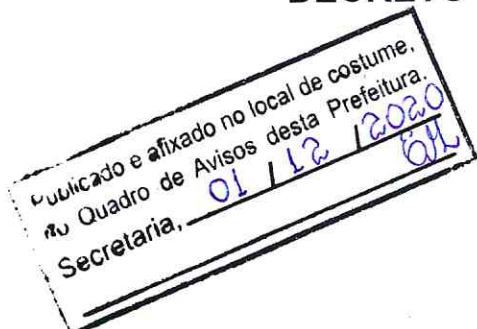 DECRETO
Publicado e afixado no local de costume,
no Quadro de Avisos desta Prefeitura.
Secretaria, 01 / 12 / 2020